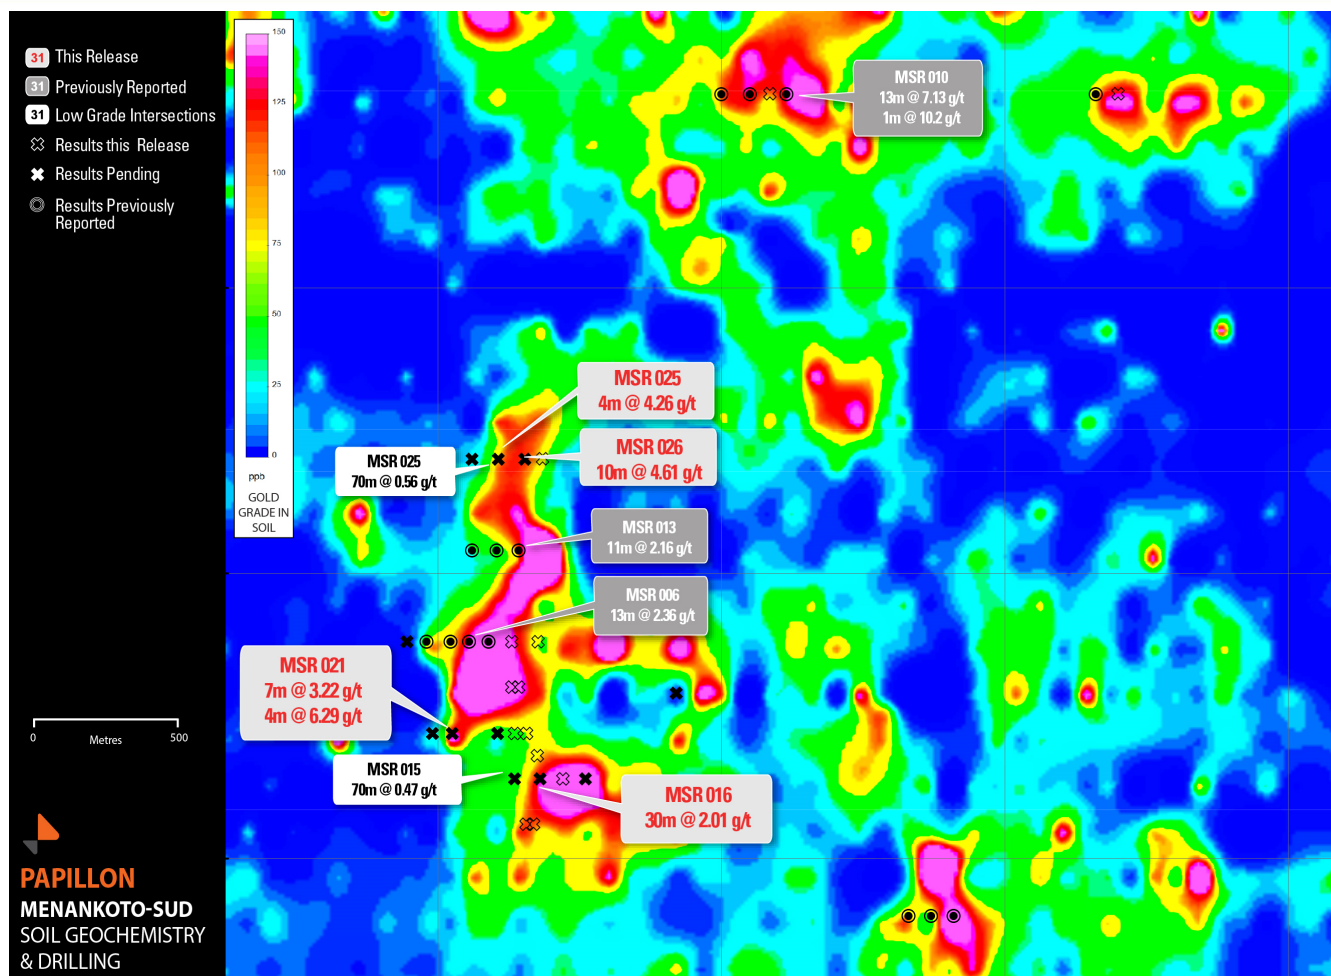 31 This Release
31 Previously Reported
31 Low Grade Intersections
Results this Release
Results Pending
Results Previously
Reported
150
125
100
75
50
25
0
ppb
GOLD
GRADE IN
SOIL
MSR 010
13m @ 7.13 g/t
1m @ 10.2 g/t
MSR 025
4m @ 4.26 g/t
MSR 026
10m @ 4.61 g/t
MSR 025
70m @ 0.56 g/t
MSR 013
11m @ 2.16 g/t
MSR 006
13m @ 2.36 g/t
MSR 021
7m @ 3.22 g/t
4m @ 6.29 g/t
MSR 015
70m @ 0.47 g/t
MSR 016
30m @ 2.01 g/t
0 Metres 500
PAPILLON
MENANKOTO-SUD
SOIL GEOCHEMISTRY
& DRILLING